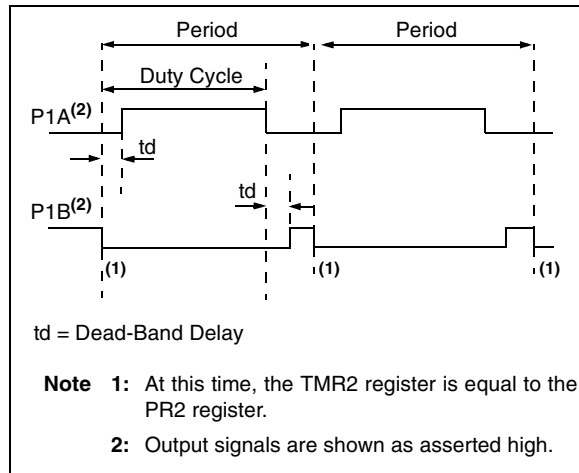 Period Period
Duty Cycle
P1A(2)
td
td
P1B(2)
(1) (1) (1)
td = Dead-Band Delay
Note 1: At this time, the TMR2 register is equal to the
PR2 register.
2: Output signals are shown as asserted high.